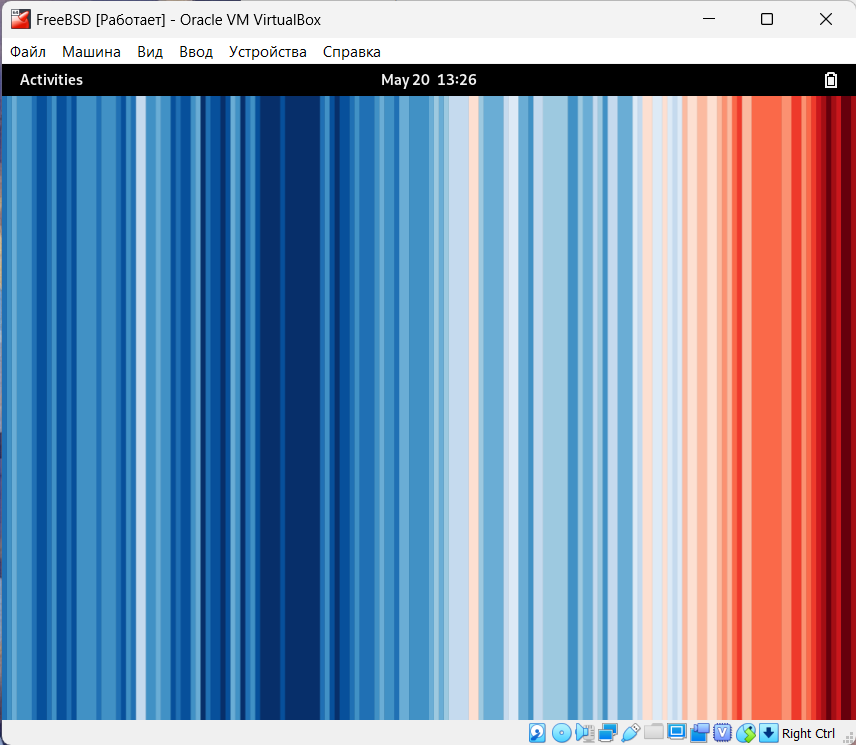 FreeBSD [Работает] - Oracle VM VirtualBox
Файл Машина Вид Ввод Устройства Справка
Activities May 20 13:26
Right Ctrl